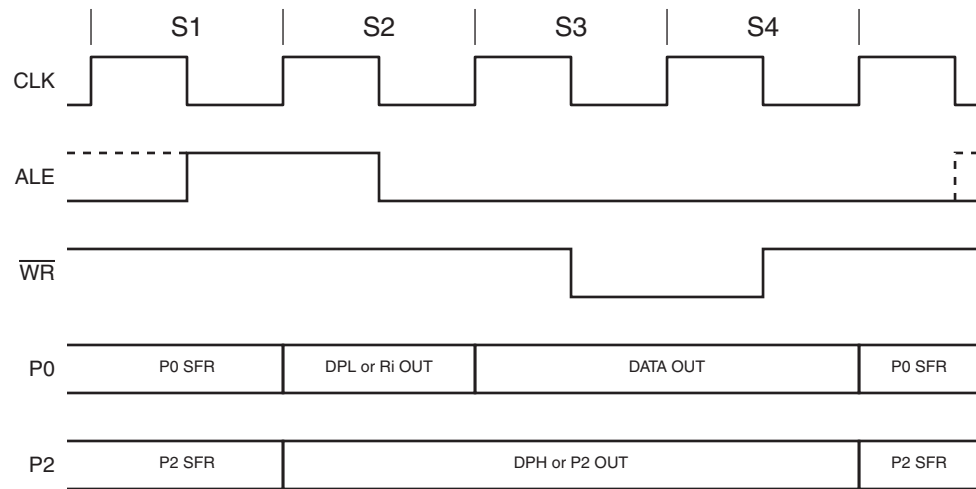 S1 S2 S3 S4
CLK
ALE
WR
P0 P0 SFR DPL or Ri OUT DATA OUT P0 SFR
P2 P2 SFR DPH or P2 OUT P2 SFR